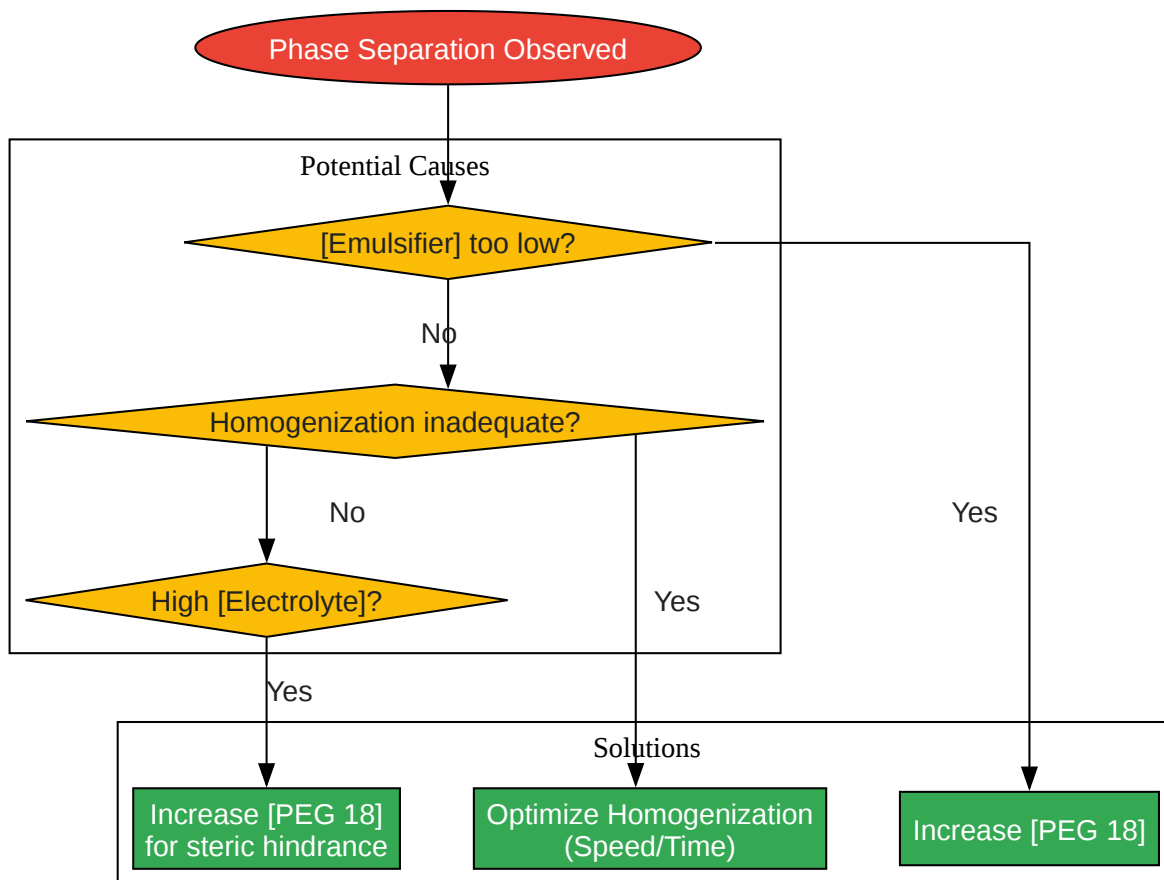 Phase Separation Observed
Potential Causes
[Emulsifier] too low?
No
Homogenization inadequate?
No
Yes
High [Electrolyte]?
Yes
Yes
Solutions
Increase [PEG 18]
for steric hindrance
Optimize Homogenization
(Speed/Time)
Increase [PEG 18]